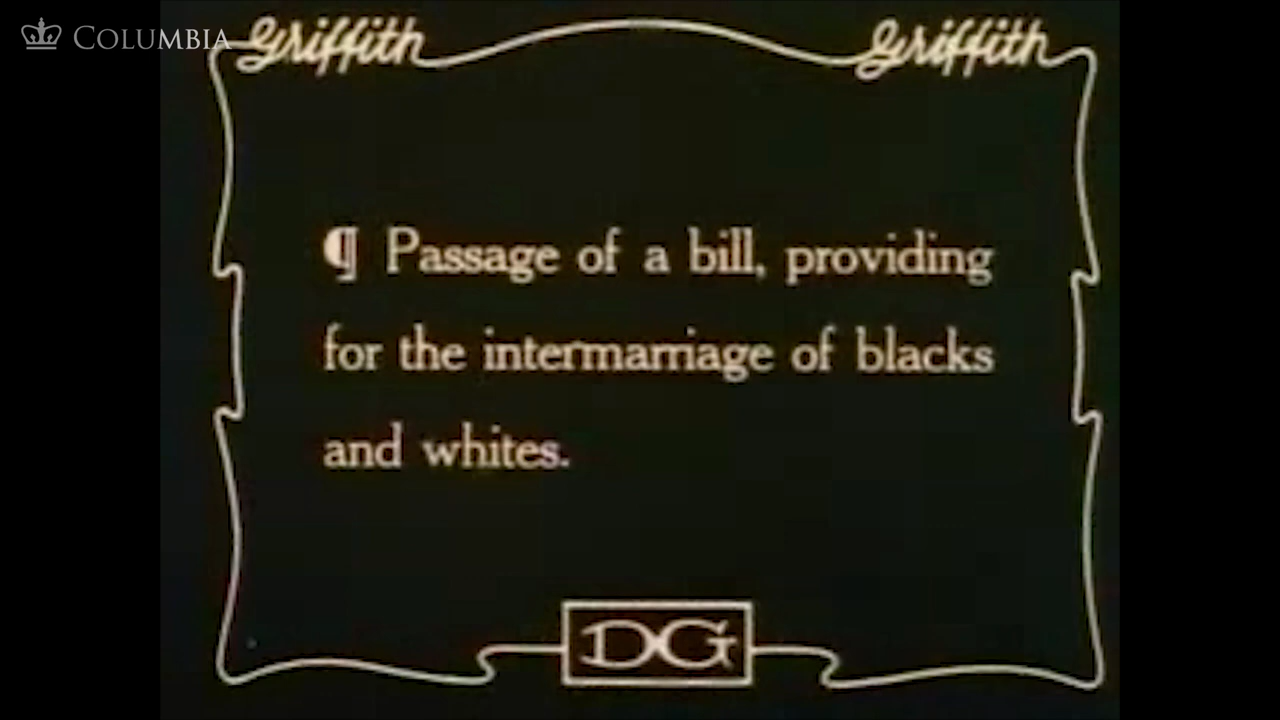 COLUMBIA
Griffith Griffith
¶ Passage of a bill, providing
for the intermarriage of blacks
and whites.
DG